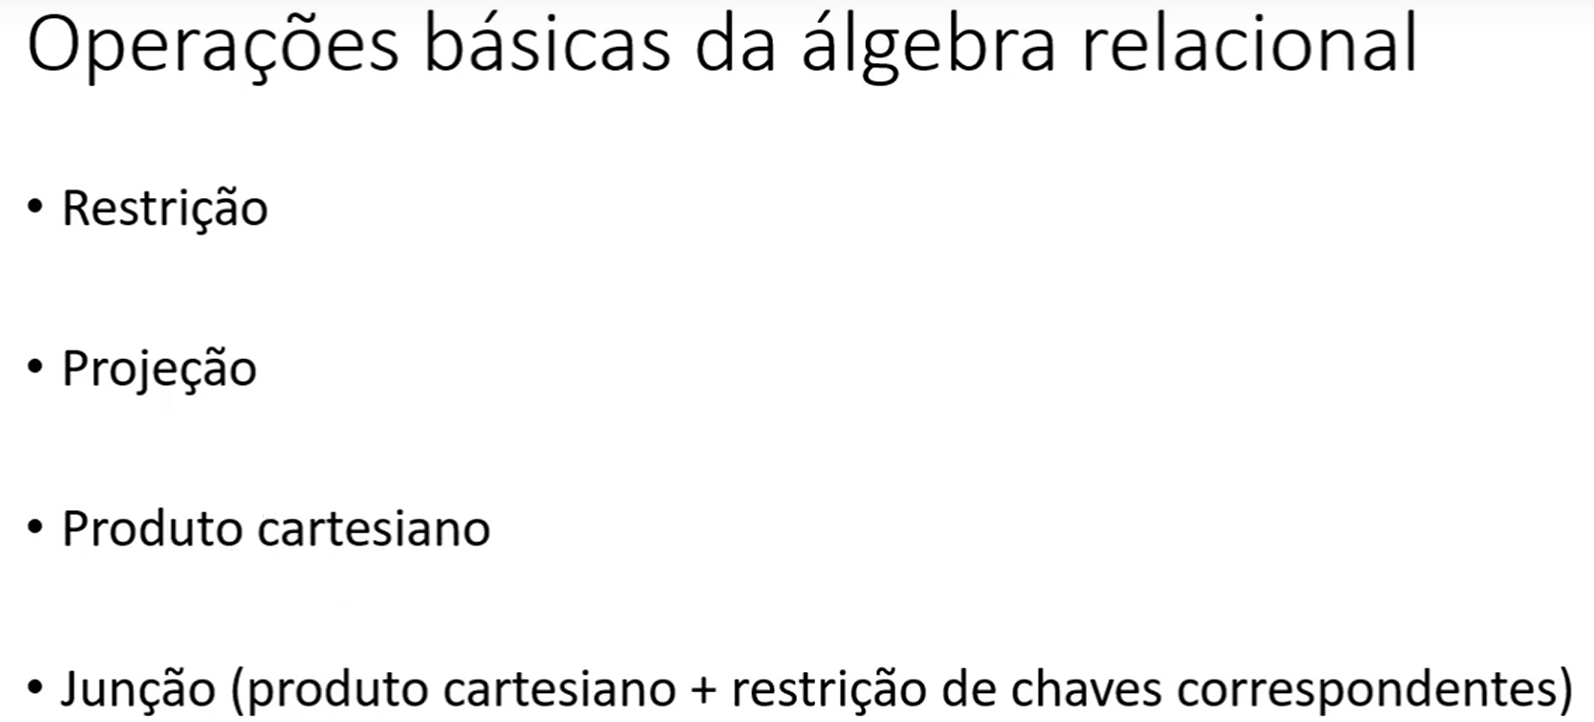 Operações básicas da álgebra relacional
• Restrição
• Projeção
• Produto cartesiano
• Junção (produto cartesiano + restrição de chaves correspondentes)